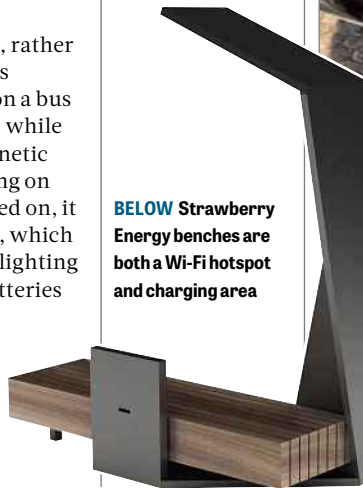 , rather
s
on a bus
while
netic
ng on
ed on, it
, which
lighting
tteries
BELOW Strawberry
Energy benches are
both a Wi-Fi hotspot
and charging area